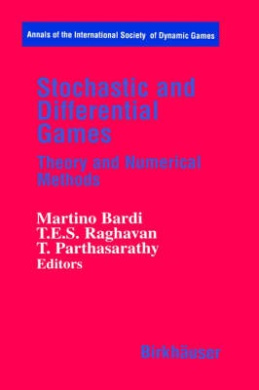 Annals of the International Society of Dynamic Games
Stochastic and
Differential
Games
Theory and Numerical
Methods
Martino Bardi
T.E.S. Raghavan
T. Parthasarathy
Editors
Birkhäuser